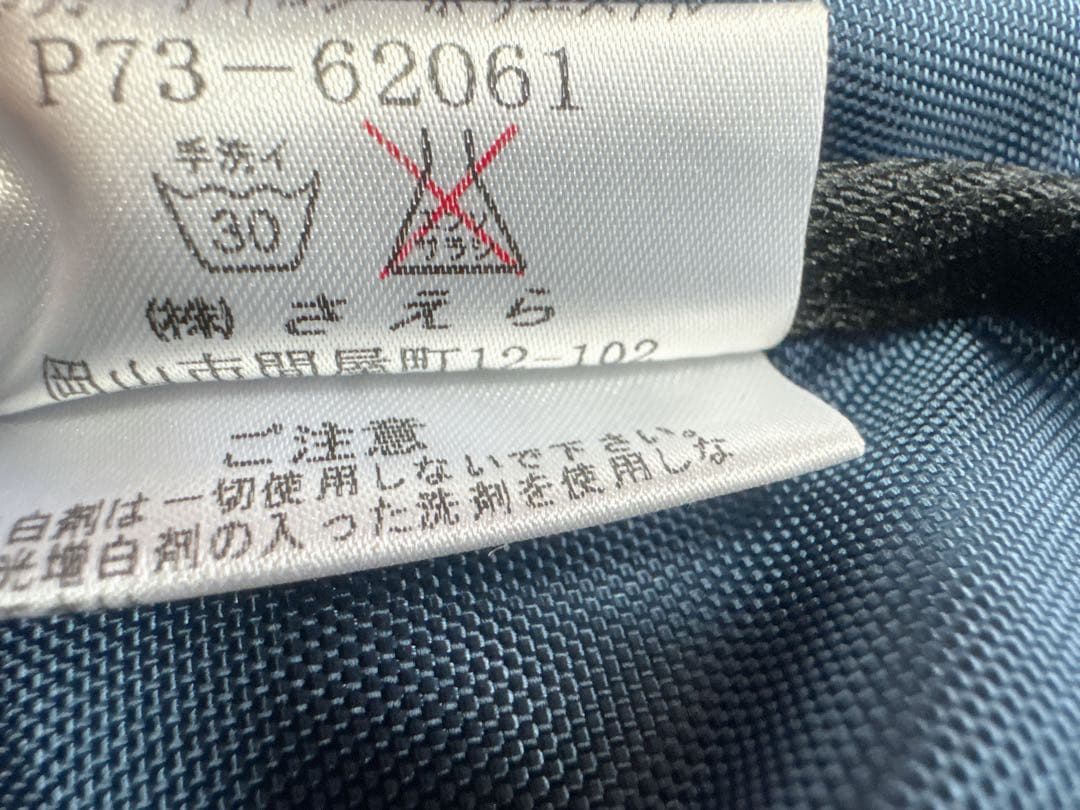 P73-62061
手洗イ
30
エンソ
サラシ
(株)さえら
岡山市問屋町12-102
ご注意
白剤は一切使用しないで下さい。
光増白剤の入った洗剤を使用しな